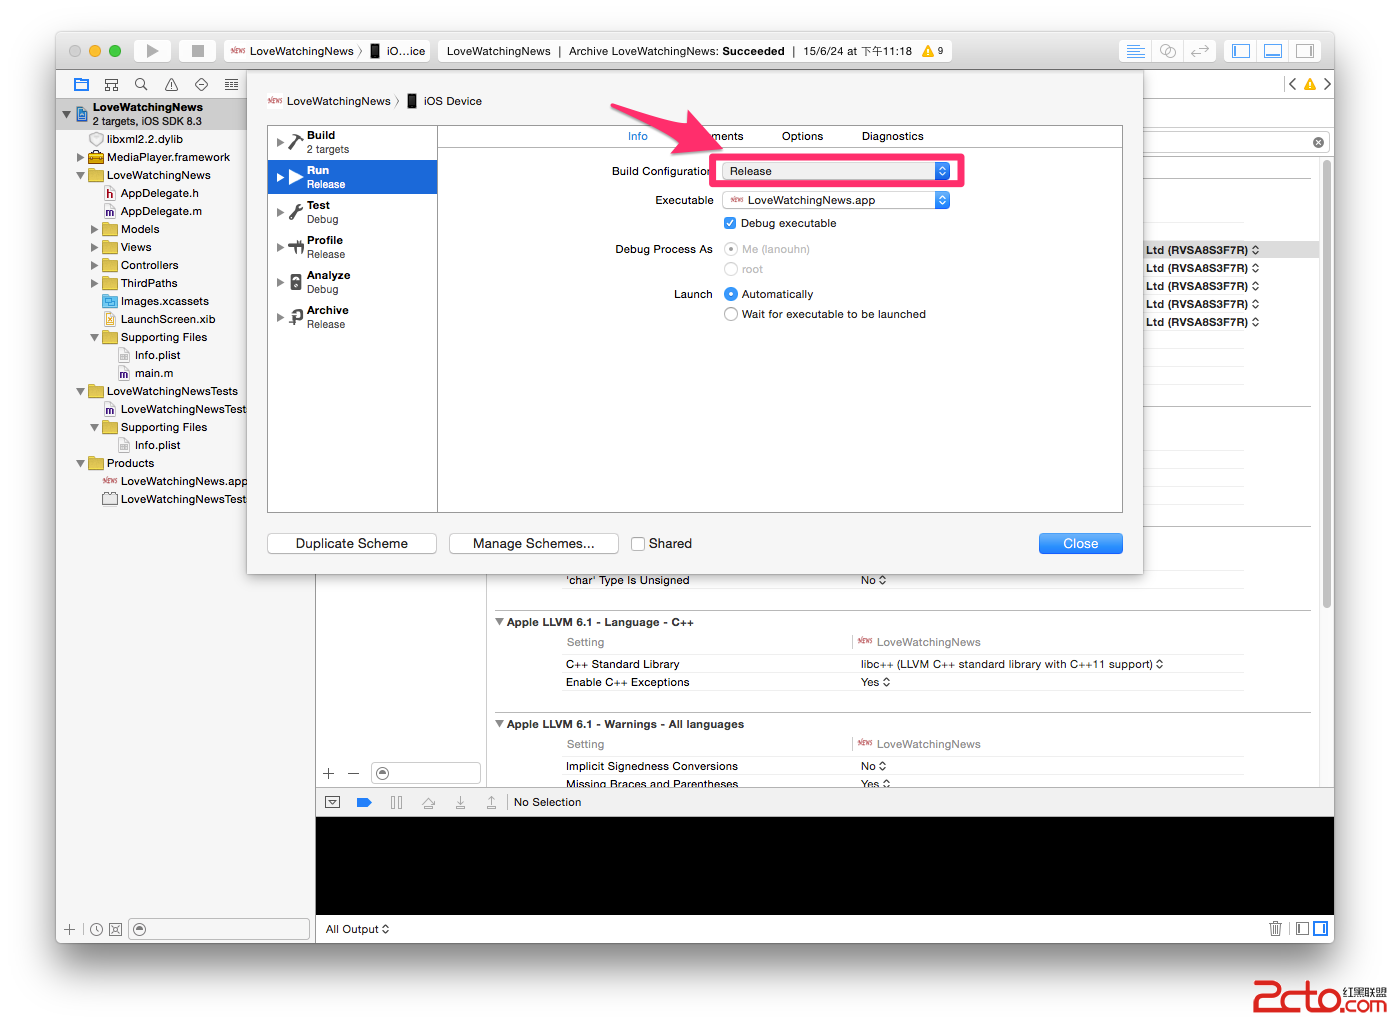 NEWS LoveWatchingNews 〉 iO...ice
LoveWatchingNews | Archive LoveWatchingNews: Succeeded | 15/6/24 at 下午11:18 9
LoveWatchingNews
2 targets, iOS SDK 8.3
libxml2.2.dylib
MediaPlayer.framework
LoveWatchingNews
h AppDelegate.h
m AppDelegate.m
Models
Views
Controllers
ThirdPaths
Images.xcassets
LaunchScreen.xib
Supporting Files
Info.plist
m main.m
LoveWatchingNewsTests
m LoveWatchingNewsTest
Supporting Files
Info.plist
Products
NEWS LoveWatchingNews.app
LoveWatchingNewsTest
NEWS LoveWatchingNews 〉 iOS Device
Build
2 targets
Run
Release
Test
Debug
Profile
Release
Analyze
Debug
Archive
Release
Info ments Options Diagnostics
Build Configuration Release
Executable NEWS LoveWatchingNews.app
Debug executable
Debug Process As Me (lanouhn)
root
Launch Automatically
Wait for executable to be launched
Duplicate Scheme Manage Schemes... Shared Close
Ltd (RVSA8S3F7R)
Ltd (RVSA8S3F7R)
Ltd (RVSA8S3F7R)
Ltd (RVSA8S3F7R)
Ltd (RVSA8S3F7R)
'char' Type Is Unsigned No
Apple LLVM 6.1 - Language - C++
Setting NEWS LoveWatchingNews
C++ Standard Library libc++ (LLVM C++ standard library with C++11 support)
Enable C++ Exceptions Yes
Apple LLVM 6.1 - Warnings - All languages
Setting NEWS LoveWatchingNews
Implicit Signedness Conversions No
Missing Braces and Parentheses Yes
No Selection
All Output
2cto.com 红黑联盟